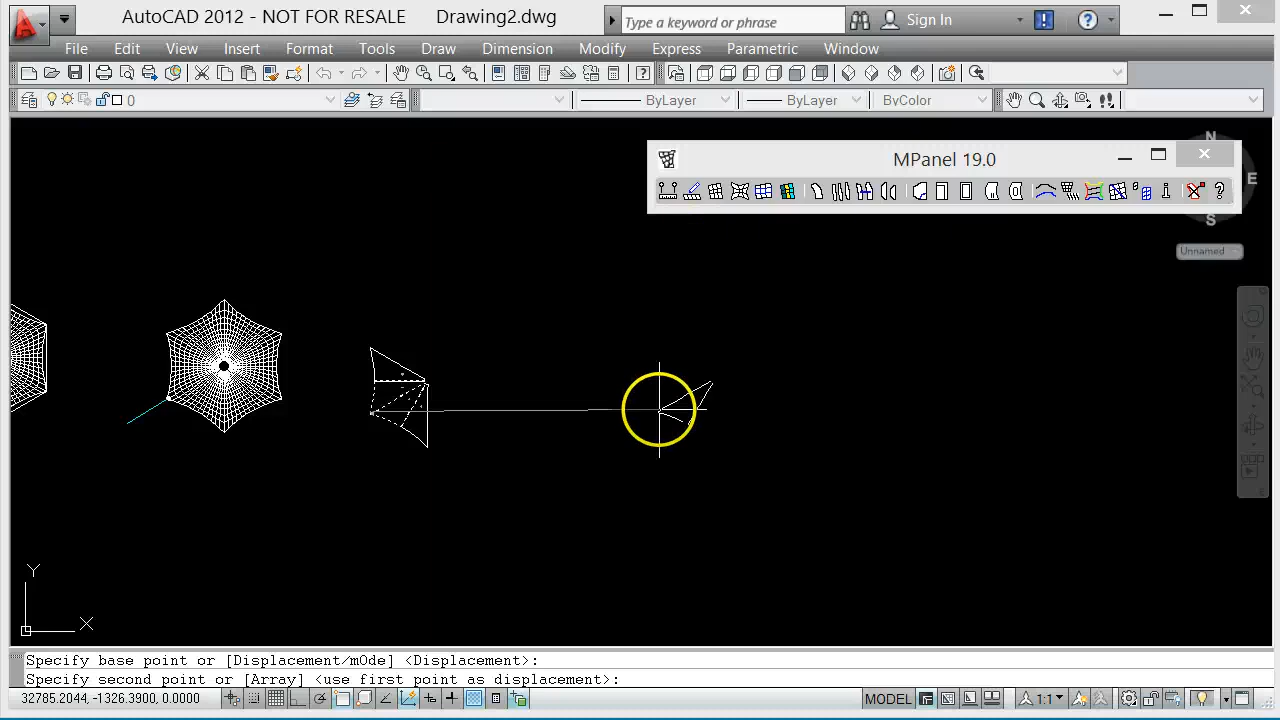 AutoCAD 2012 - NOT FOR RESALE Drawing2.dwg
Type a keyword or phrase
Sign In
File Edit View Insert Format Tools Draw Dimension Modify Express Parametric Window
0
ByLayer
ByLayer
ByColor
MPanel 19.0
N
E
S
Unnamed
Y
X
Specify base point or [Displacement/mOde] <Displacement>:
Specify second point or [Array] <use first point as displacement>:
32785.2044, -1326.3900, 0.0000
MODEL
1:1